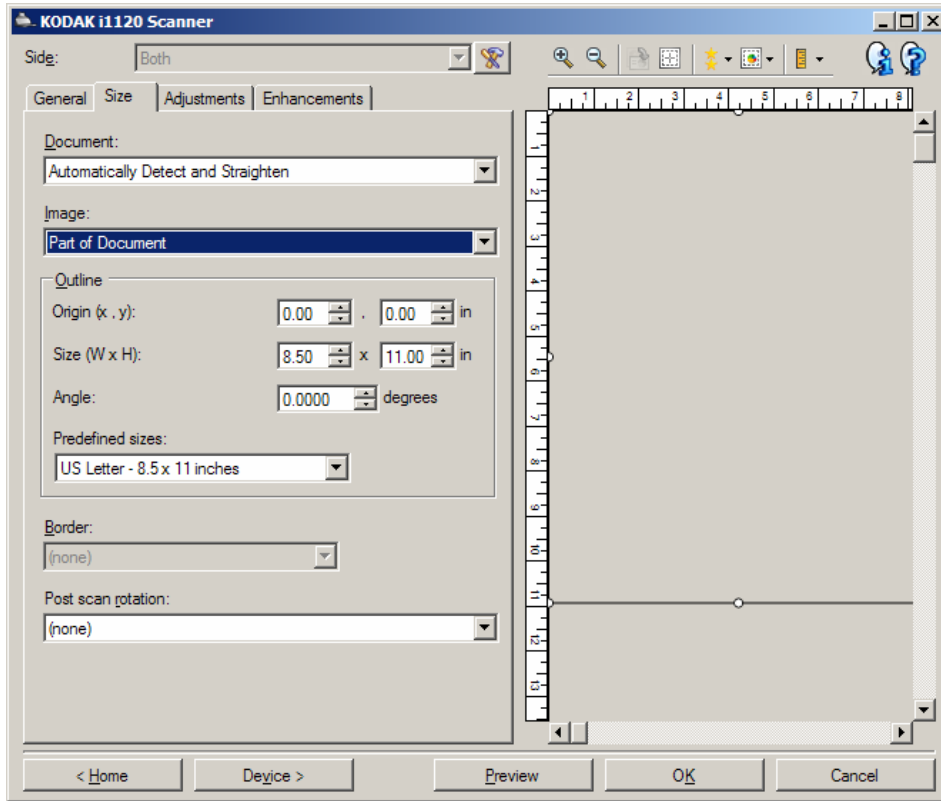 KODAK i1120 Scanner
Side: Both
General Size Adjustments Enhancements
Document:
Automatically Detect and Straighten
Image:
Part of Document
Outline
Origin (x , y): 0.00 , 0.00 in
Size (W x H): 8.50 x 11.00 in
Angle: 0.0000 degrees
Predefined sizes:
US Letter - 8.5 x 11 inches
Border:
(none)
Post scan rotation:
(none)
1 2 3 4 5 6 7 8
1
2
3
4
5
6
7
8
9
10
11
12
13
< Home Device > Preview OK Cancel